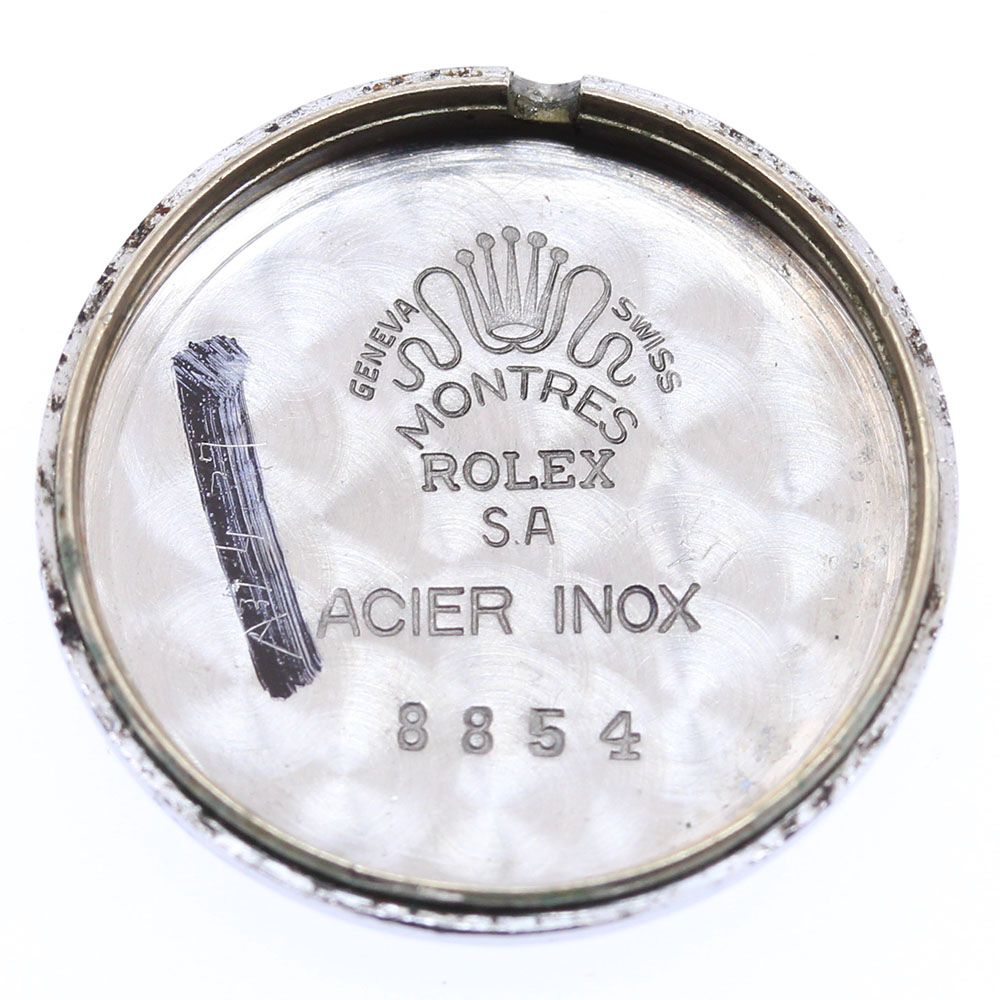 GENEVA SWISS
MONTRES
ROLEX
S.A
ACIER INOX
8854